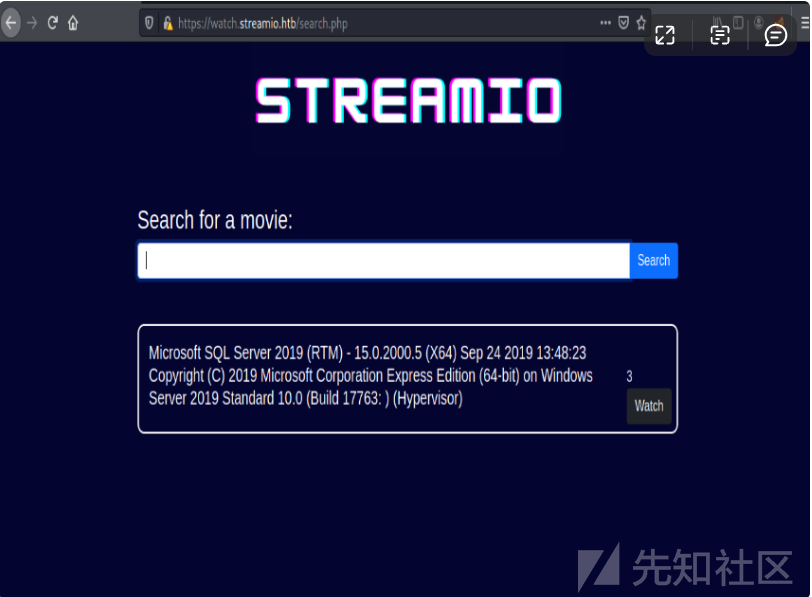 https://watch.streamio.htb/search.php
STREAMIO
Search for a movie:
Search
Microsoft SQL Server 2019 (RTM) - 15.0.2000.5 (X64) Sep 24 2019 13:48:23
Copyright (C) 2019 Microsoft Corporation Express Edition (64-bit) on Windows
Server 2019 Standard 10.0 (Build 17763: ) (Hypervisor)
3
Watch
先知社区